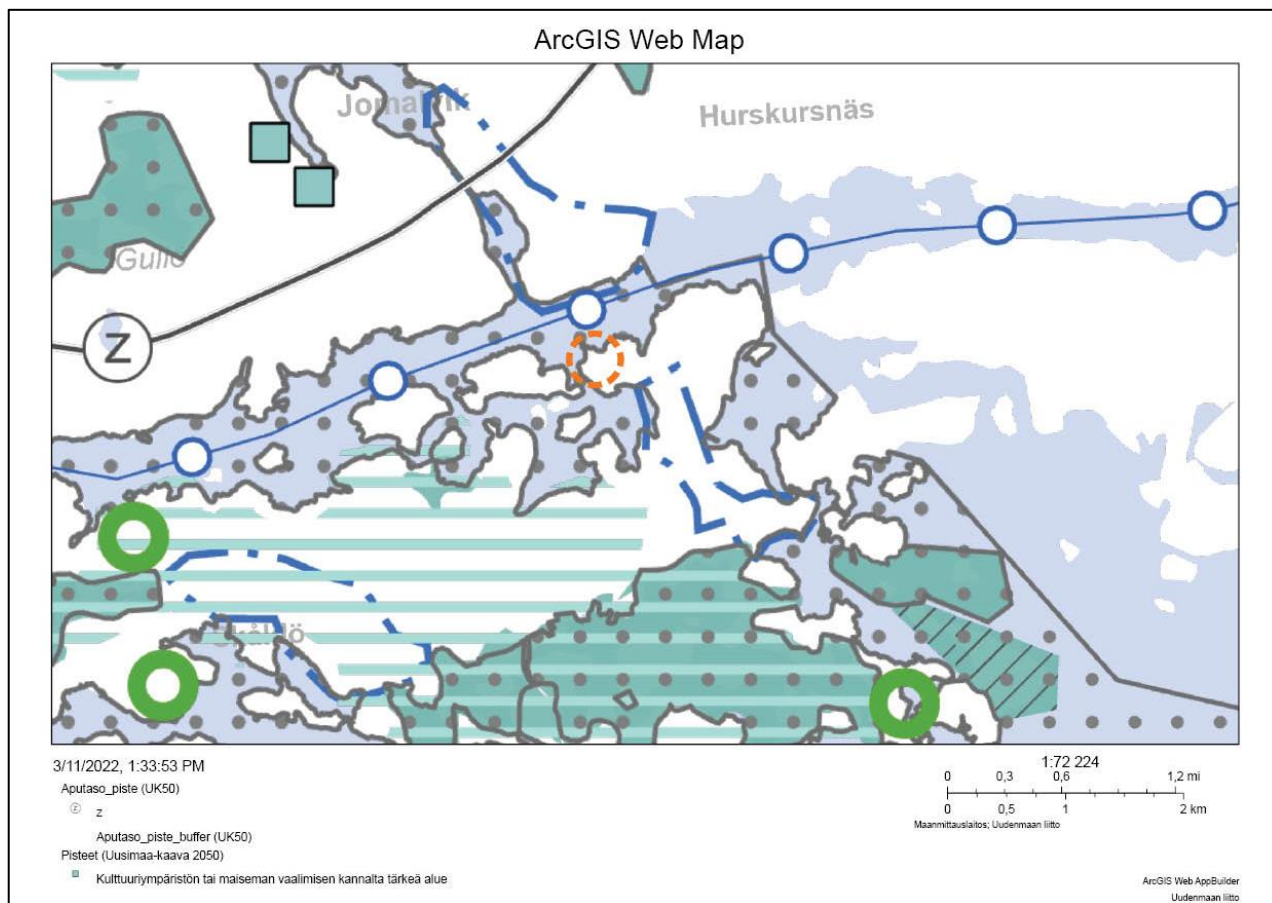 ArcGIS Web Map
Jomalvik
Hurskursnäs
Gullö
Z
3/11/2022, 1:33:53 PM
Aputaso_piste (UK50)
Z
Aputaso_piste_buffer (UK50)
Pisteet (Uusimaa-kaava 2050)
Kulttuuriympäristön tai maiseman vaalimisen kannalta tärkeä alue
1:72 224
0 0,3 0,6 1,2 mi
0 0,5 1 2 km
Maanmittauslaitos; Uudenmaan liitto
ArcGIS Web AppBuilder
Uudenmaan liitto